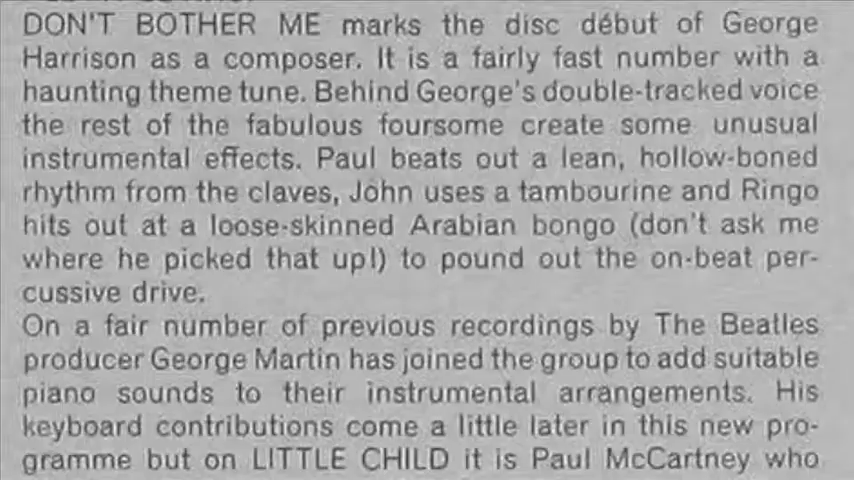 DON'T BOTHER ME marks the disc début of George
Harrison as a composer. It is a fairly fast number with a
haunting theme tune. Behind George's double-tracked voice
the rest of the fabulous foursome create some unusual
instrumental effects. Paul beats out a lean, hollow-boned
rhythm from the claves, John uses a tambourine and Ringo
hits out at a loose-skinned Arabian bongo (don't ask me
where he picked that up!) to pound out the on-beat per-
cussive drive.
On a fair number of previous recordings by The Beatles
producer George Martin has joined the group to add suitable
piano sounds to their instrumental arrangements. His
keyboard contributions come a little later in this new pro-
gramme but on LITTLE CHILD it is Paul McCartney who